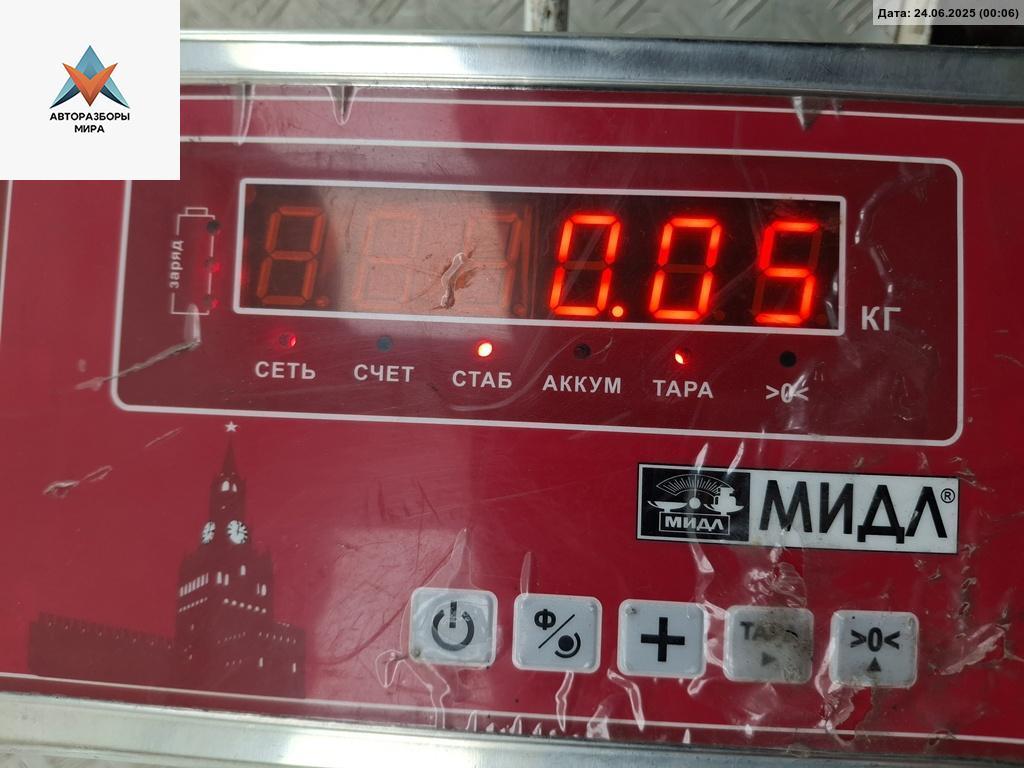 Дата: 24.06.2025 (00:06)
АВТОРАЗБОРЫ
МИРА
заряд
0.05
КГ
СЕТЬ СЧЕТ СТАБ АККУМ ТАРА >0<
МИДЛ МИДЛ®
Ф
+
ТАРА
>0<